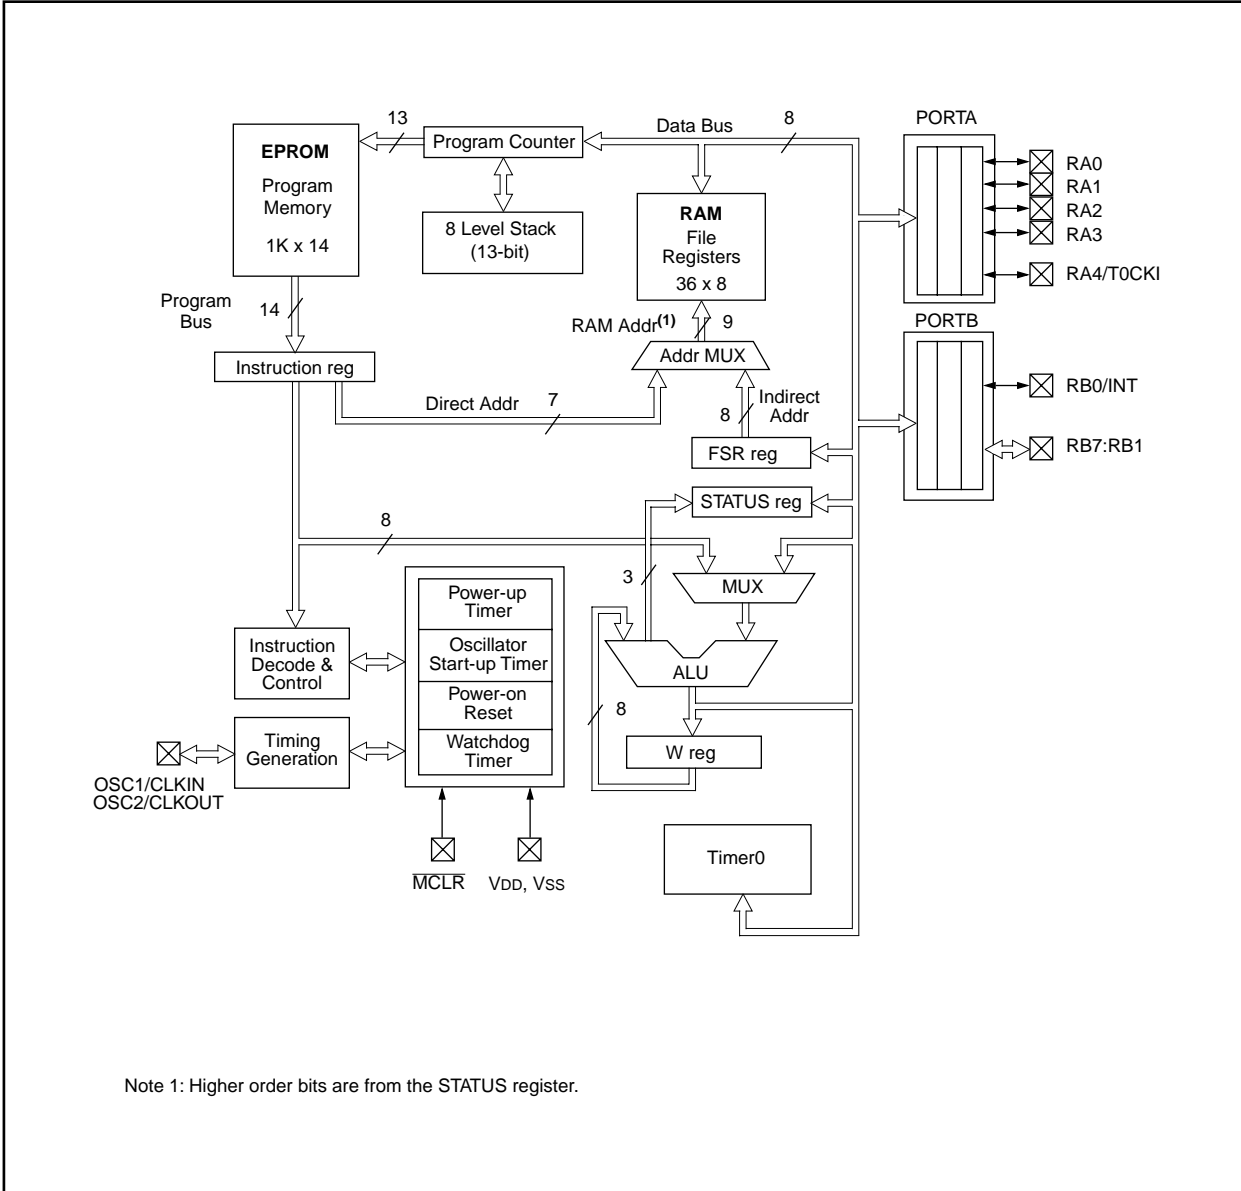 13
Data Bus
8
PORTA
EPROM
Program
Memory
1K x 14
Program Counter
8 Level Stack
(13-bit)
RAM
File
Registers
36 x 8
RA0
RA1
RA2
RA3
RA4/T0CKI
Program
Bus
14
RAM Addr(1)
9
PORTB
Instruction reg
Addr MUX
Direct Addr
7
8
Indirect
Addr
RB0/INT
FSR reg
RB7:RB1
STATUS reg
8
3
MUX
Power-up
Timer
Instruction
Decode &
Control
Oscillator
Start-up Timer
ALU
Power-on
Reset
8
Timing
Generation
Watchdog
Timer
W reg
OSC1/CLKIN
OSC2/CLKOUT
Timer0
MCLR
VDD, VSS
Note 1: Higher order bits are from the STATUS register.